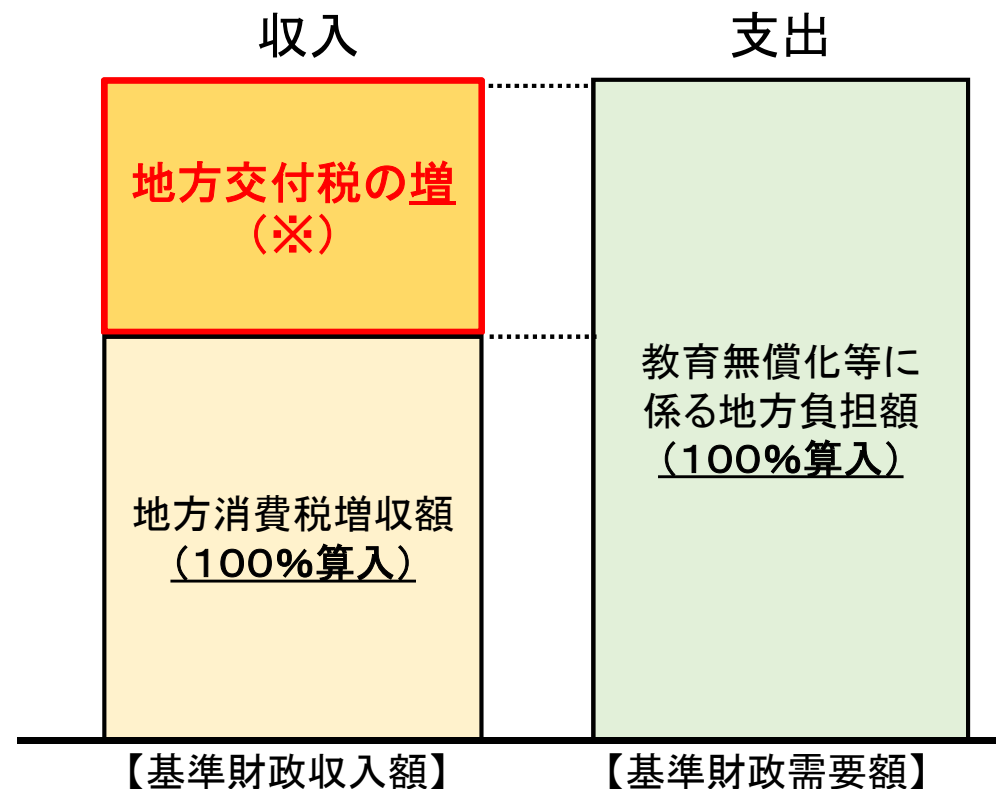 収入
支出
地方交付税の増
(※)
教育無償化等に
係る地方負担額
(100%算入)
地方消費税増収額
(100%算入)
【基準財政収入額】
【基準財政需要額】